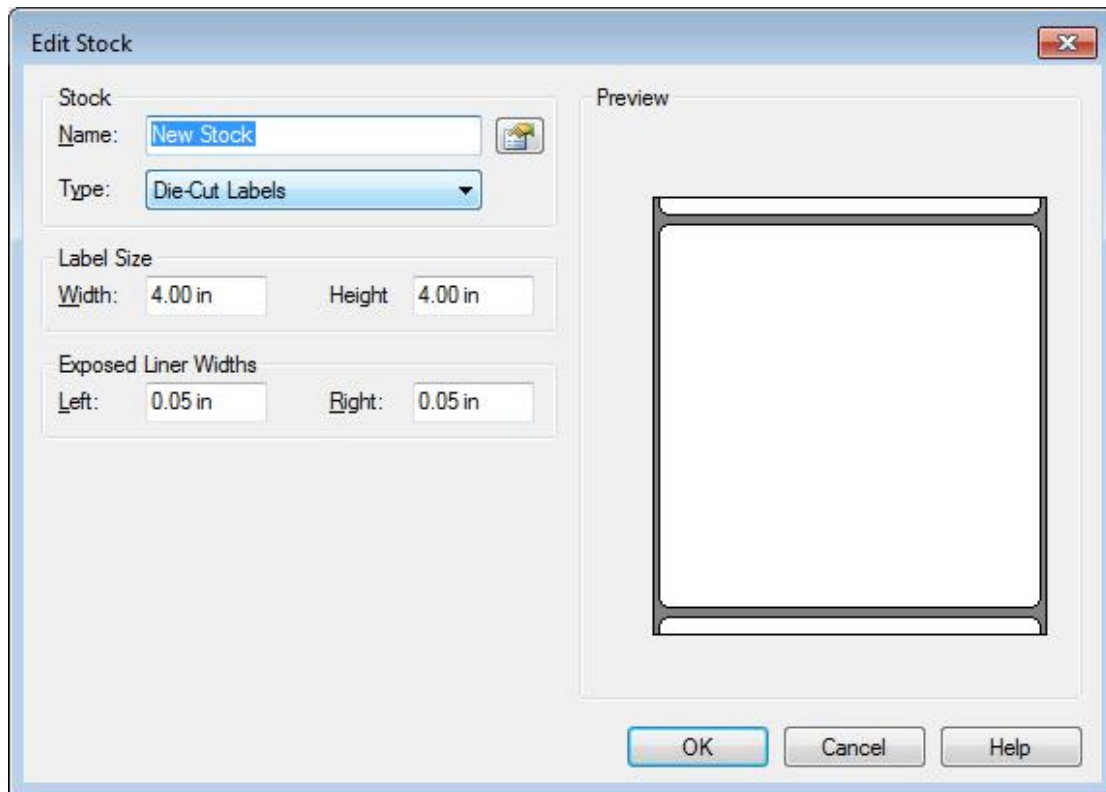 Edit Stock
Stock
Name: New Stock
Type: Die-Cut Labels
Label Size
Width: 4.00 in Height 4.00 in
Exposed Liner Widths
Left: 0.05 in Right: 0.05 in
Preview
OK Cancel Help